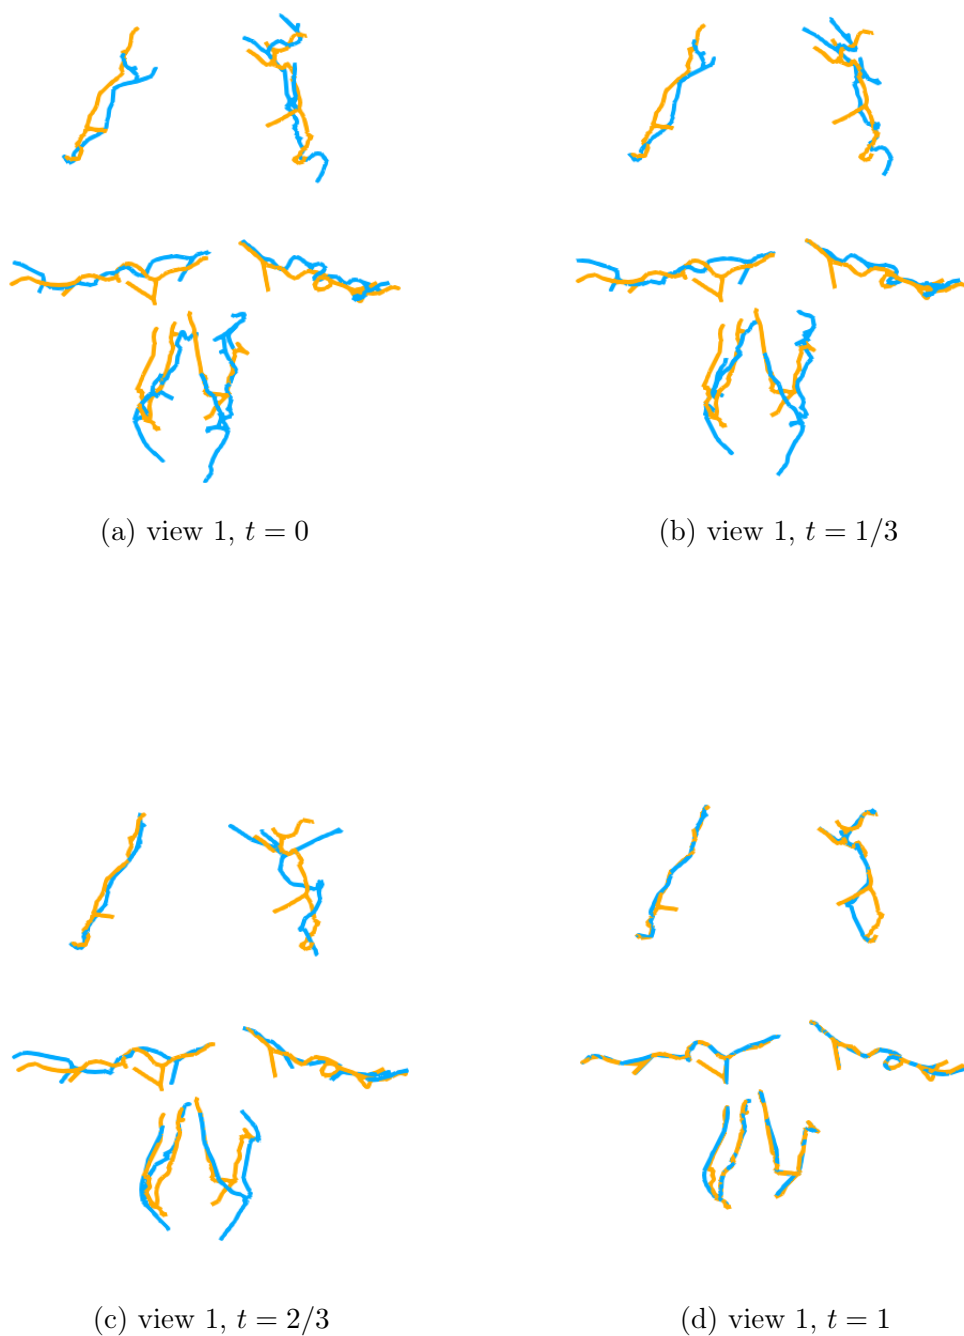 (a) view 1, t = 0
(b) view 1, t = 1/3
(c) view 1, t = 2/3
(d) view 1, t = 1